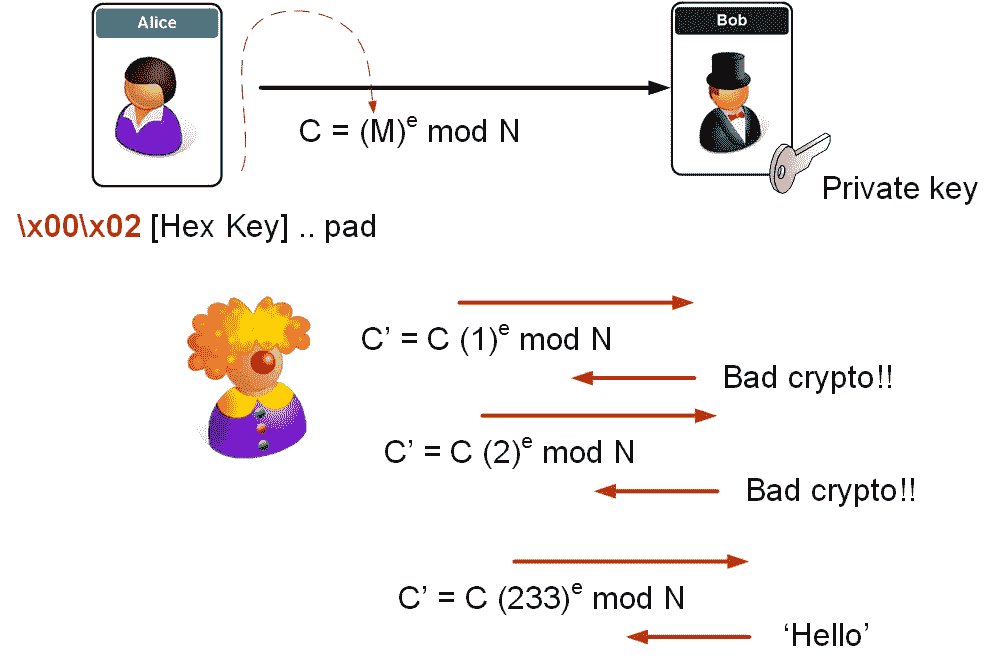 Alice
Bob
C = (M)^e mod N
Private key
\x00\x02 [Hex Key] .. pad
C’ = C (1)^e mod N
Bad crypto!!
C’ = C (2)^e mod N
Bad crypto!!
C’ = C (233)^e mod N
‘Hello’